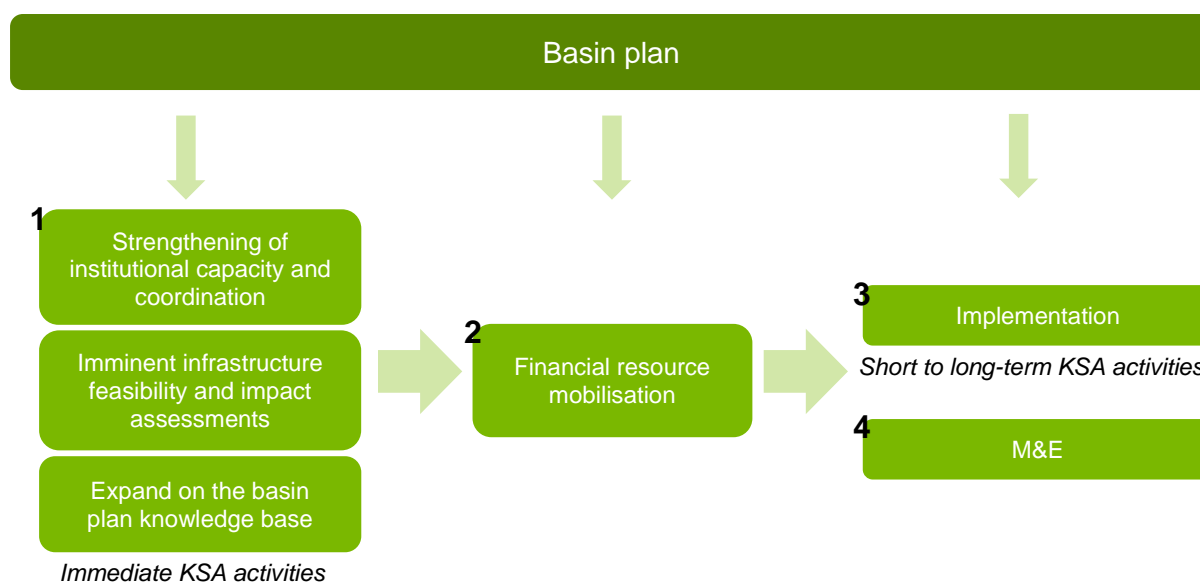 Basin plan
1
Strengthening of
institutional capacity and
coordination
Imminent infrastructure
feasibility and impact
assessments
Expand on the basin
plan knowledge base
Immediate KSA activities
2
Financial resource
mobilisation
3
Implementation
Short to long-term KSA activities
4
M&E